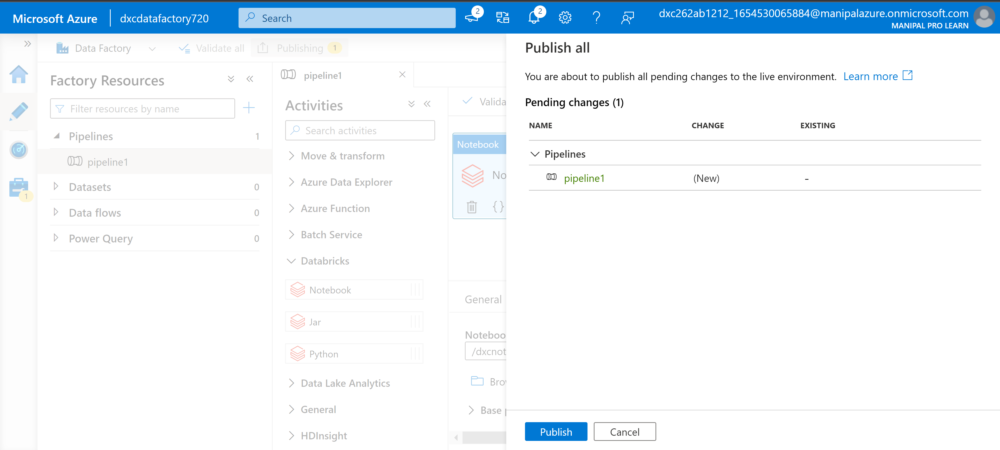 Microsoft Azure
dxcdatafactory720
Search
2
2
dxc262ab1212_1654530065884@manipalazure.onmicrosoft.com
MANIPAL PRO LEARN
Data Factory
Validate all
Publishing
1
Factory Resources
Filter resources by name
Pipelines
1
pipeline1
Datasets
0
Data flows
0
Power Query
0
1
pipeline1
Activities
Search activities
Move & transform
Azure Data Explorer
Azure Function
Batch Service
Databricks
Notebook
Jar
Python
Data Lake Analytics
General
HDInsight
Valida
Notebook
No
{}
General
Noteboo
/dxcnot
Brow
Base p
Publish all
You are about to publish all pending changes to the live environment. Learn more
Pending changes (1)
NAME CHANGE EXISTING
Pipelines
pipeline1 (New) -
Publish
Cancel